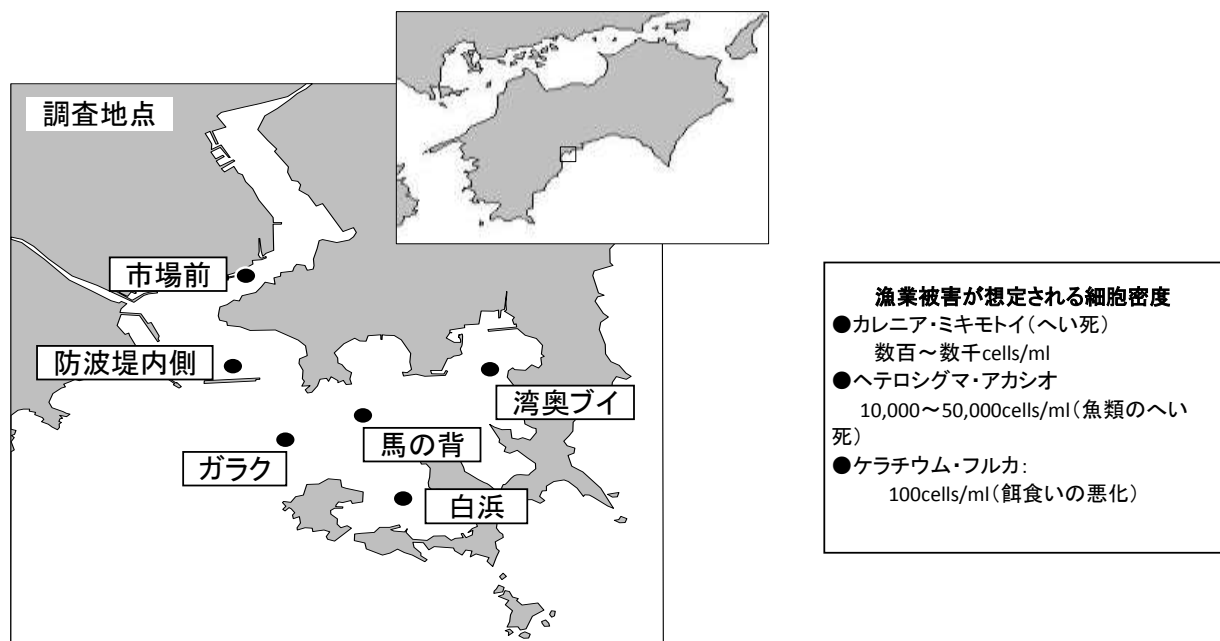 調査地点
市場前
防波堤内側
湾奥ブイ
馬の背
ガラク
白浜
漁業被害が想定される細胞密度
●カレニア・ミキモトイ(へい死)
数百～数千cells/ml
●ヘテロシグマ・アカシオ
10,000～50,000cells/ml(魚類のへい
死)
●ケラチウム・フルカ:
100cells/ml(餌食いの悪化)